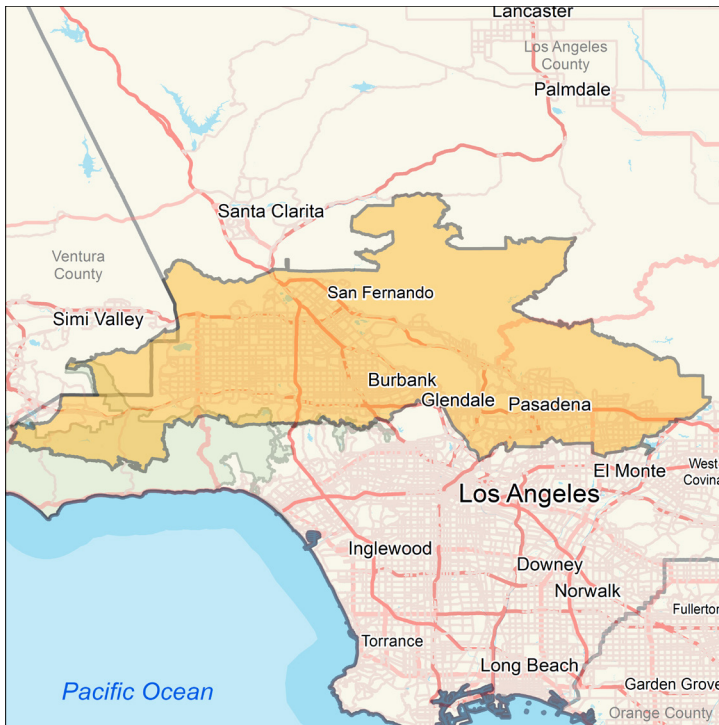 Lancaster
Los Angeles
County
Palmdale
Santa Clarita
Ventura
County
San Fernando
Simi Valley
Burbank
Glendale
Pasadena
El Monte
West
Covina
Los Angeles
Inglewood
Downey
Norwalk
Fullerton
Torrance
Long Beach
Garden Grove
Pacific Ocean
Orange County